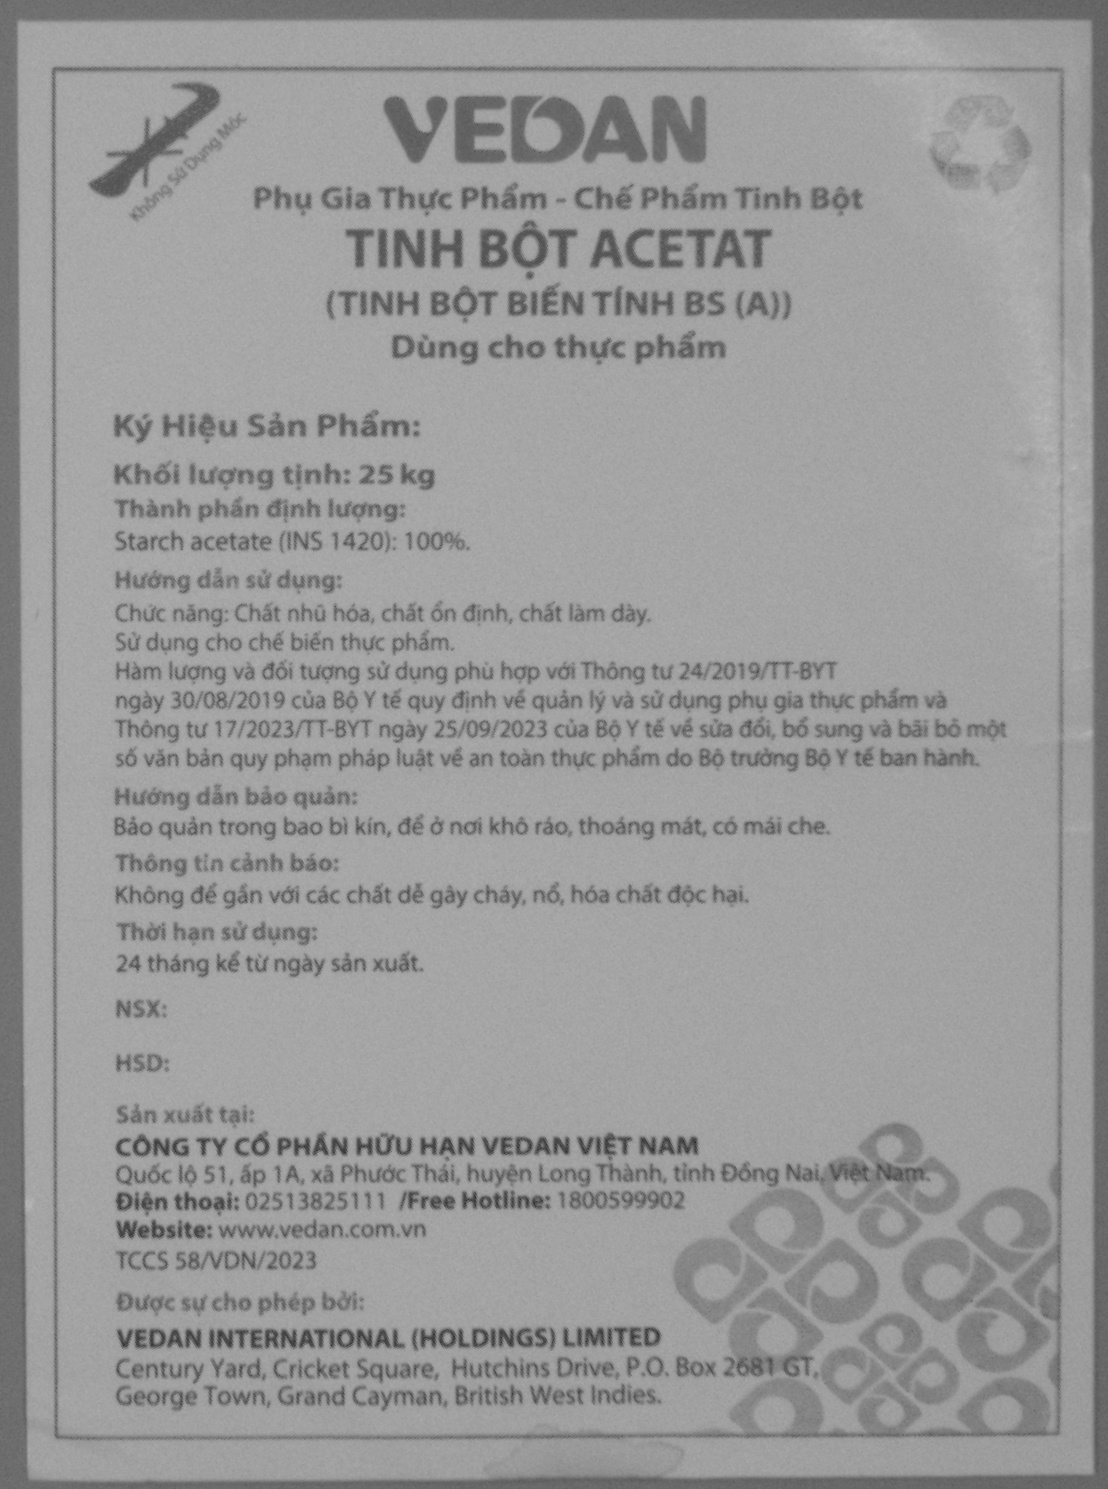 Không Sử Dụng Móc
VEDAN
Phụ Gia Thực Phẩm - Chế Phẩm Tinh Bột
TINH BỘT ACETAT
(TINH BỘT BIẾN TÍNH BS (A))
Dùng cho thực phẩm
Ký Hiệu Sản Phẩm:
Khối lượng tịnh: 25 kg
Thành phần định lượng:
Starch acetate (INS 1420): 100%.
Hướng dẫn sử dụng:
Chức năng: Chất nhũ hóa, chất ổn định, chất làm dày.
Sử dụng cho chế biến thực phẩm.
Hàm lượng và đối tượng sử dụng phù hợp với Thông tư 24/2019/TT-BYT
ngày 30/08/2019 của Bộ Y tế quy định về quản lý và sử dụng phụ gia thực phẩm và
Thông tư 17/2023/TT-BYT ngày 25/09/2023 của Bộ Y tế về sửa đổi, bổ sung và bãi bỏ một
số văn bản quy phạm pháp luật về an toàn thực phẩm do Bộ trưởng Bộ Y tế ban hành.
Hướng dẫn bảo quản:
Bảo quản trong bao bì kín, để ở nơi khô ráo, thoáng mát, có mái che.
Thông tin cảnh báo:
Không để gần với các chất dễ gây cháy, nổ, hóa chất độc hại.
Thời hạn sử dụng:
24 tháng kể từ ngày sản xuất.
NSX:
HSD:
Sản xuất tại:
CÔNG TY CỔ PHẦN HỮU HẠN VEDAN VIỆT NAM
Quốc lộ 51, ấp 1A, xã Phước Thái, huyện Long Thành, tỉnh Đồng Nai, Việt Nam.
Điện thoại: 02513825111 /Free Hotline: 1800599902
Website: www.vedan.com.vn
TCCS 58/VDN/2023
Được sự cho phép bởi:
VEDAN INTERNATIONAL (HOLDINGS) LIMITED
Century Yard, Cricket Square, Hutchins Drive, P.O. Box 2681 GT,
George Town, Grand Cayman, British West Indies.